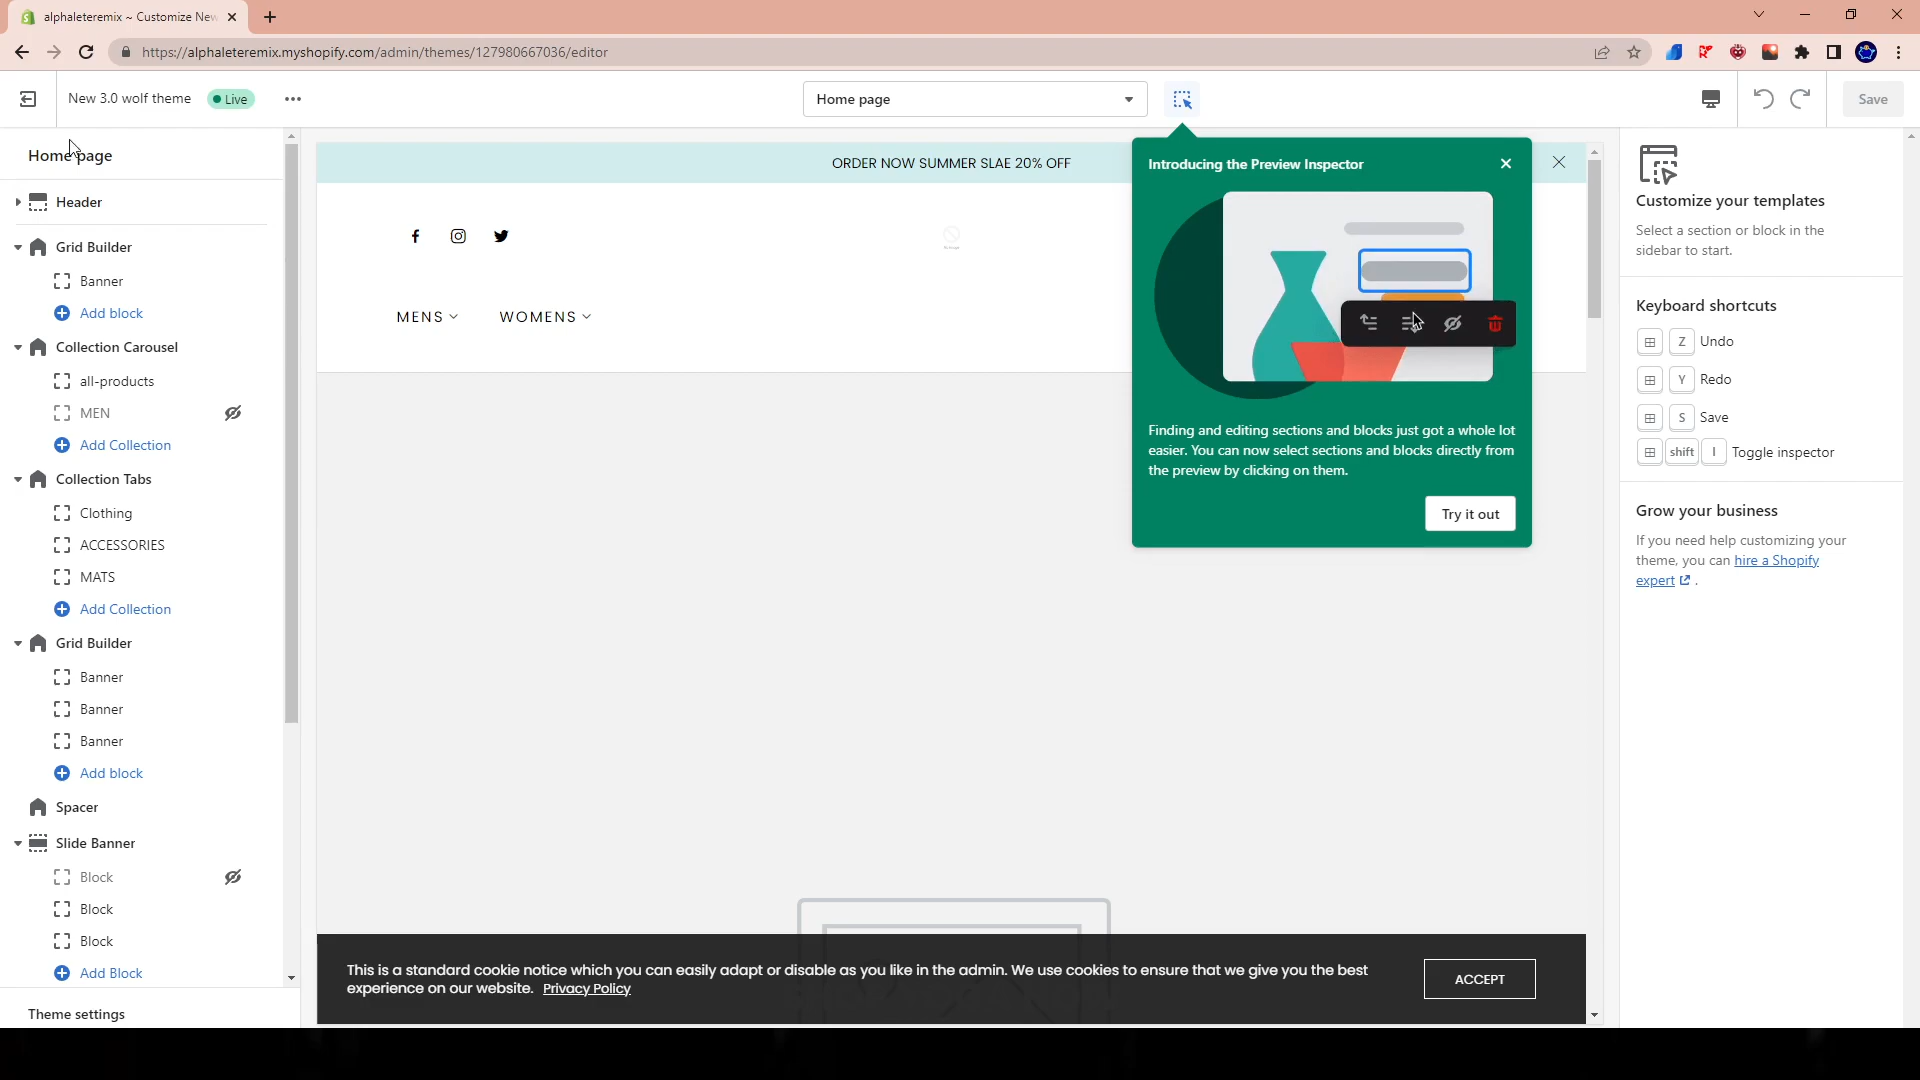 alphaleteremix ~ Customize New
https://alphaleteremix.myshopify.com/admin/themes/127980667036/editor
New 3.0 wolf theme
Live
Home page
Save
Home page
Header
Grid Builder
Banner
Add block
Collection Carousel
all-products
MEN
Add Collection
Collection Tabs
Clothing
ACCESSORIES
MATS
Add Collection
Grid Builder
Banner
Banner
Banner
Add block
Spacer
Slide Banner
Block
Block
Block
Add Block
Theme settings
ORDER NOW SUMMER SLAE 20% OFF
MENS
WOMENS
Introducing the Preview Inspector
Finding and editing sections and blocks just got a whole lot
easier. You can now select sections and blocks directly from
the preview by clicking on them.
Try it out
This is a standard cookie notice which you can easily adapt or disable as you like in the admin. We use cookies to ensure that we give you the best
experience on our website. Privacy Policy
ACCEPT
Customize your templates
Select a section or block in the
sidebar to start.
Keyboard shortcuts
Z Undo
Y Redo
S Save
shift I Toggle inspector
Grow your business
If you need help customizing your
theme, you can hire a Shopify
expert .